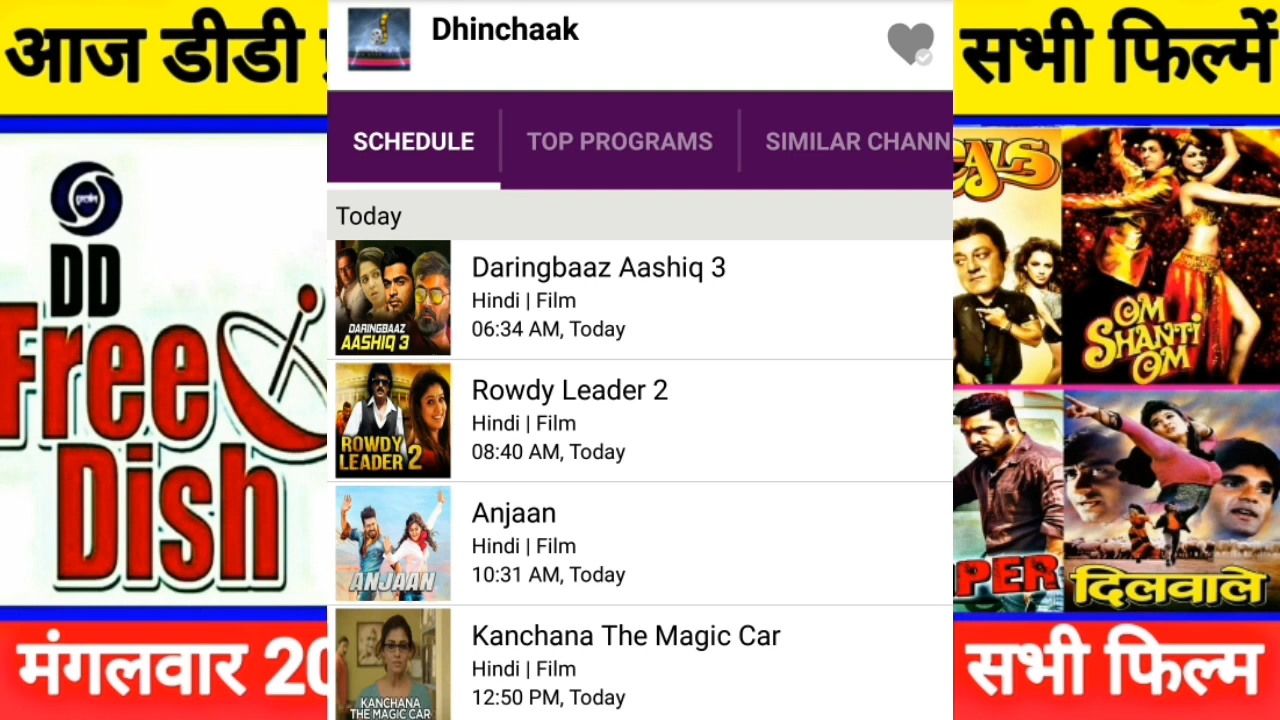 आज डीडी
सभी फिल्में
Dhinchaak
SCHEDULE
TOP PROGRAMS
SIMILAR CHANN
Today
DD
Free
Dish
Daringbaaz Aashiq 3
Hindi | Film
06:34 AM, Today
DARINGBAAZ
AASHIQ 3
Rowdy Leader 2
Hindi | Film
08:40 AM, Today
ROWDY
LEADER 2
Anjaan
Hindi | Film
10:31 AM, Today
ANJAAN
Kanchana The Magic Car
Hindi | Film
12:50 PM, Today
KANCHANA
THE MAGIC CAR
OM
SHANTI
OM
PER
दिलवाले
मंगलवार 20
सभी फिल्म